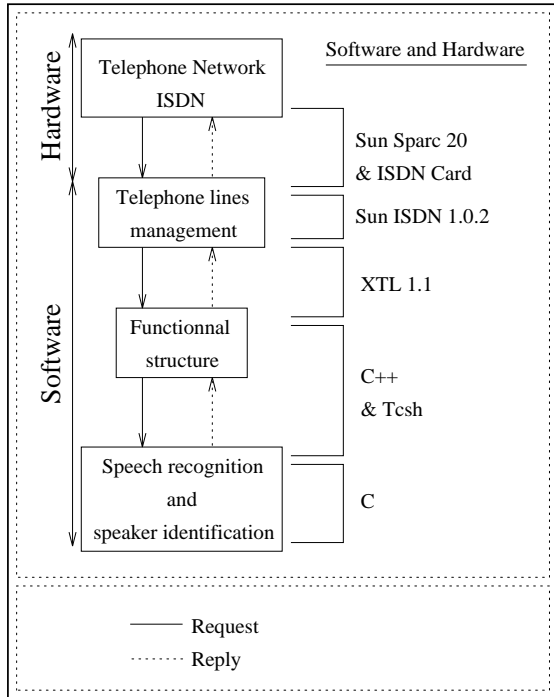 Software and Hardware
Hardware
Telephone Network
ISDN
Sun Sparc 20
& ISDN Card
Telephone lines
management
Sun ISDN 1.0.2
XTL 1.1
Software
Functionnal
structure
C++
& Tcsh
Speech recognition
and
speaker identification
C
Request
Reply